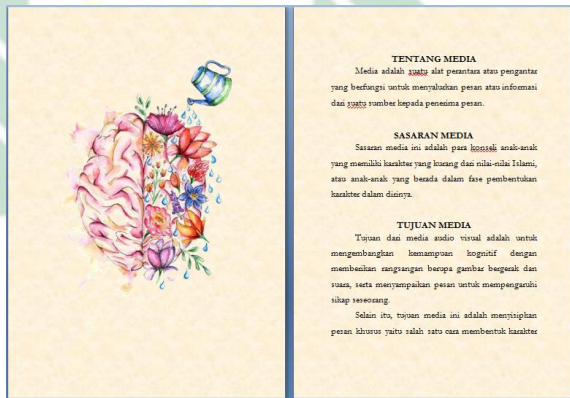 TENTANG MEDIA
Media adalah suatu alat perantara atau pengantar
yang berfungsi untuk menyalurkan pesan atau informasi
dari suatu sumber kepada penerima pesan.
SASARAN MEDIA
Sasaran media ini adalah para konseli anak-anak
yang memiliki karakter yang kurang dari nilai-nilai Islami,
atau anak-anak yang berada dalam fase pembentukan
karakter dalam dirinya.
TUJUAN MEDIA
Tujuan dari media audio visual adalah untuk
mengembangkan kemampuan kognitif dengan
memberikan rangsangan berupa gambar bergerak dan
suara, serta menyampaikan pesan untuk mempengaruhi
sikap seseorang.
Selain itu, tujuan media ini adalah menyisipkan
pesan khusus yaitu salah satu cara membentuk karakter